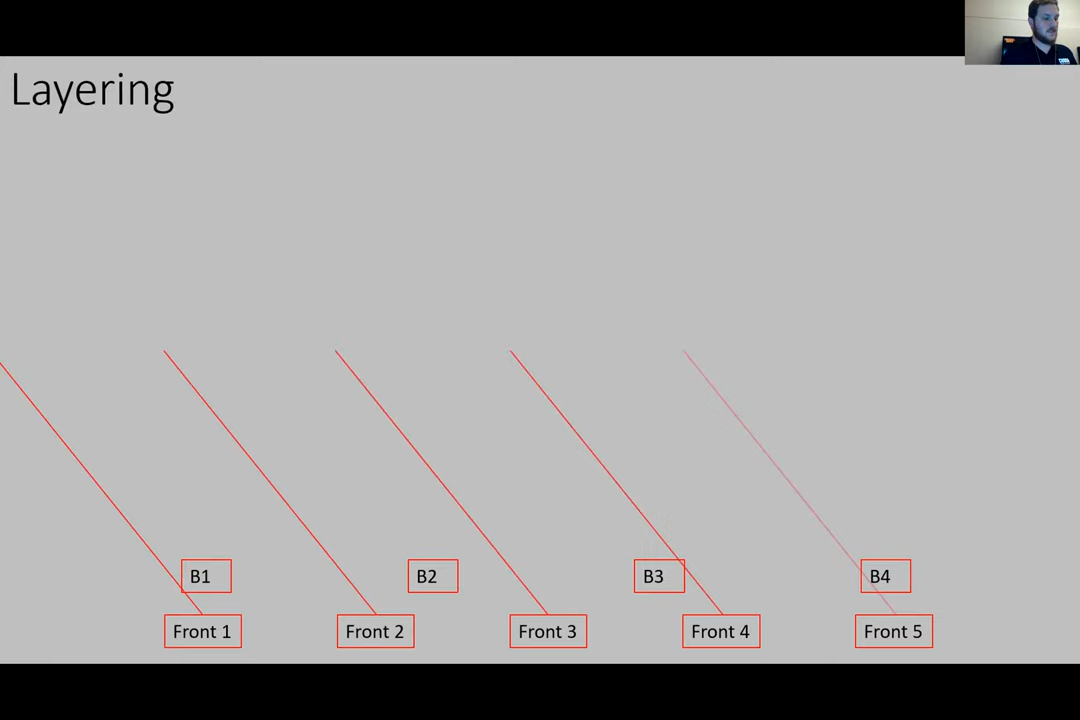 Layering
B1
B2
B3
B4
Front 1
Front 2
Front 3
Front 4
Front 5